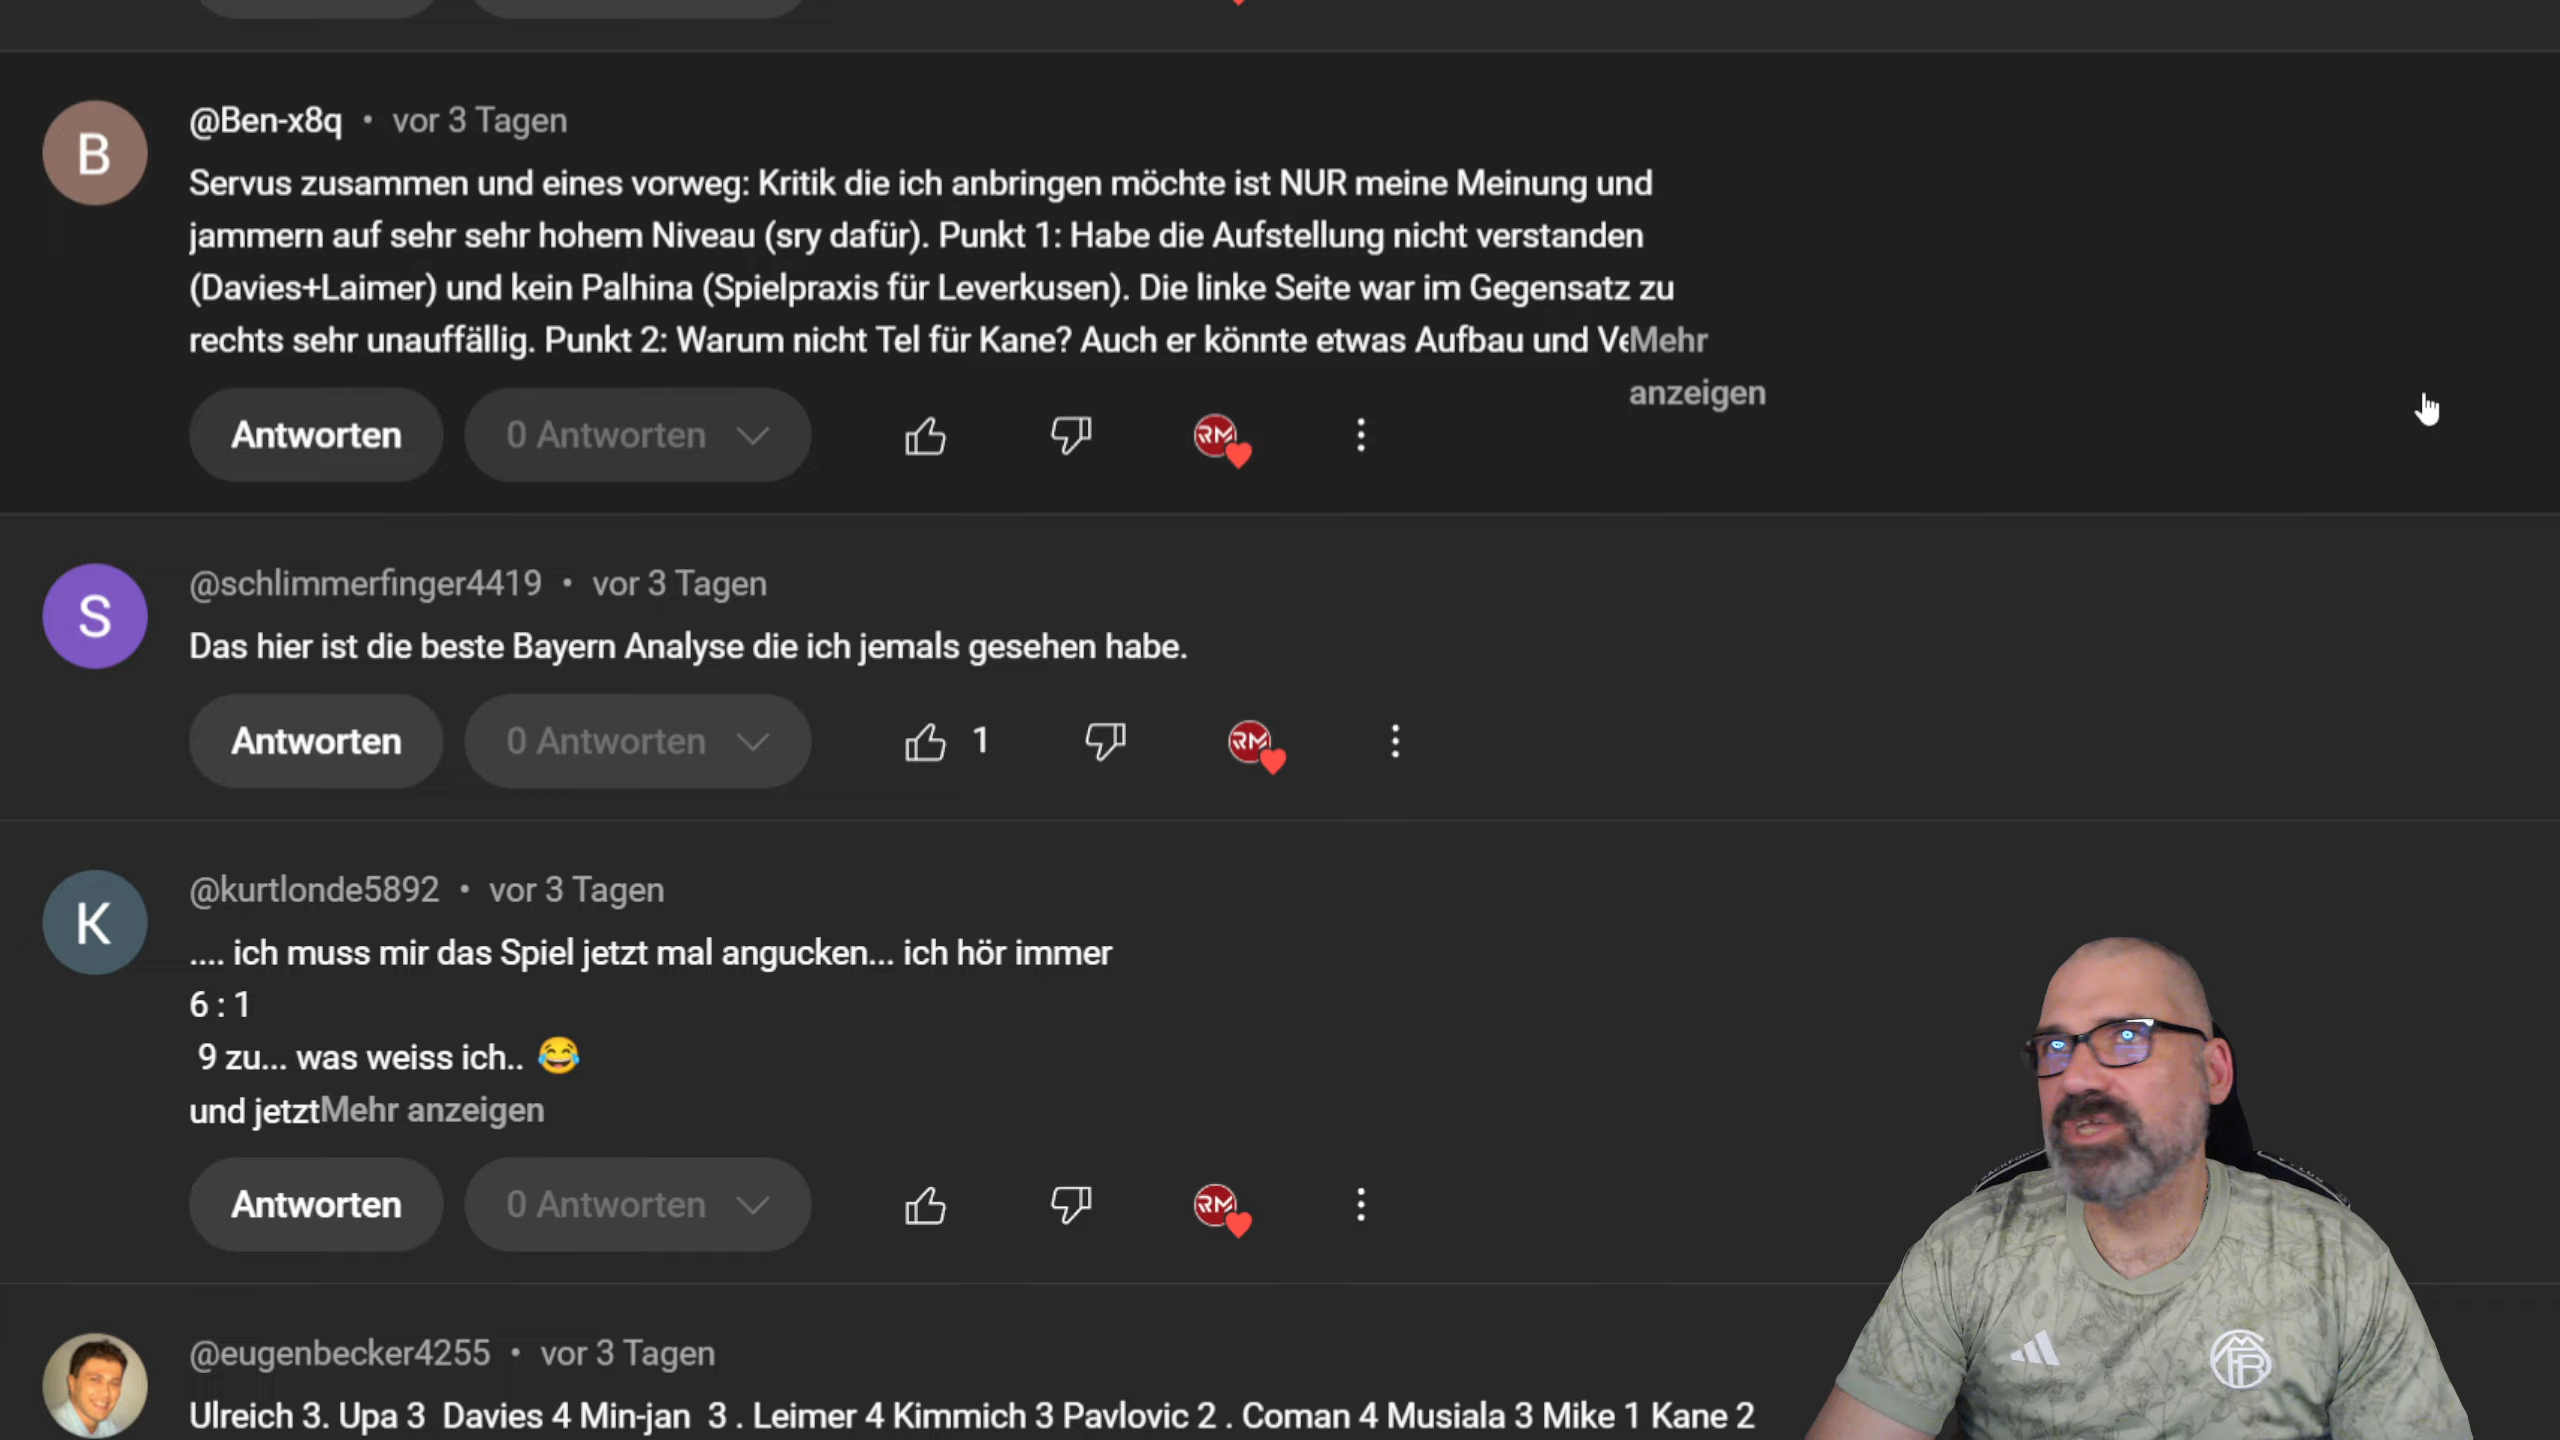 B
@Ben-x8q • vor 3 Tagen
Servus zusammen und eines vorweg: Kritik die ich anbringen möchte ist NUR meine Meinung und
jammern auf sehr sehr hohem Niveau (sry dafür). Punkt 1: Habe die Aufstellung nicht verstanden
(Davies+Laimer) und kein Palhina (Spielpraxis für Leverkusen). Die linke Seite war im Gegensatz zu
rechts sehr unauffällig. Punkt 2: Warum nicht Tel für Kane? Auch er könnte etwas Aufbau und Ve Mehr
anzeigen
Antworten 0 Antworten RM
S
@schlimmerfinger4419 • vor 3 Tagen
Das hier ist die beste Bayern Analyse die ich jemals gesehen habe.
Antworten 0 Antworten 1 RM
K
@kurtlonde5892 • vor 3 Tagen
.... ich muss mir das Spiel jetzt mal angucken... ich hör immer
6 : 1
9 zu... was weiss ich.. 😂
und jetzt Mehr anzeigen
Antworten 0 Antworten RM
@eugenbecker4255 • vor 3 Tagen
Ulreich 3. Upa 3 Davies 4 Min-jan 3 . Leimer 4 Kimmich 3 Pavlovic 2 . Coman 4 Musiala 3 Mike 1 Kane 2